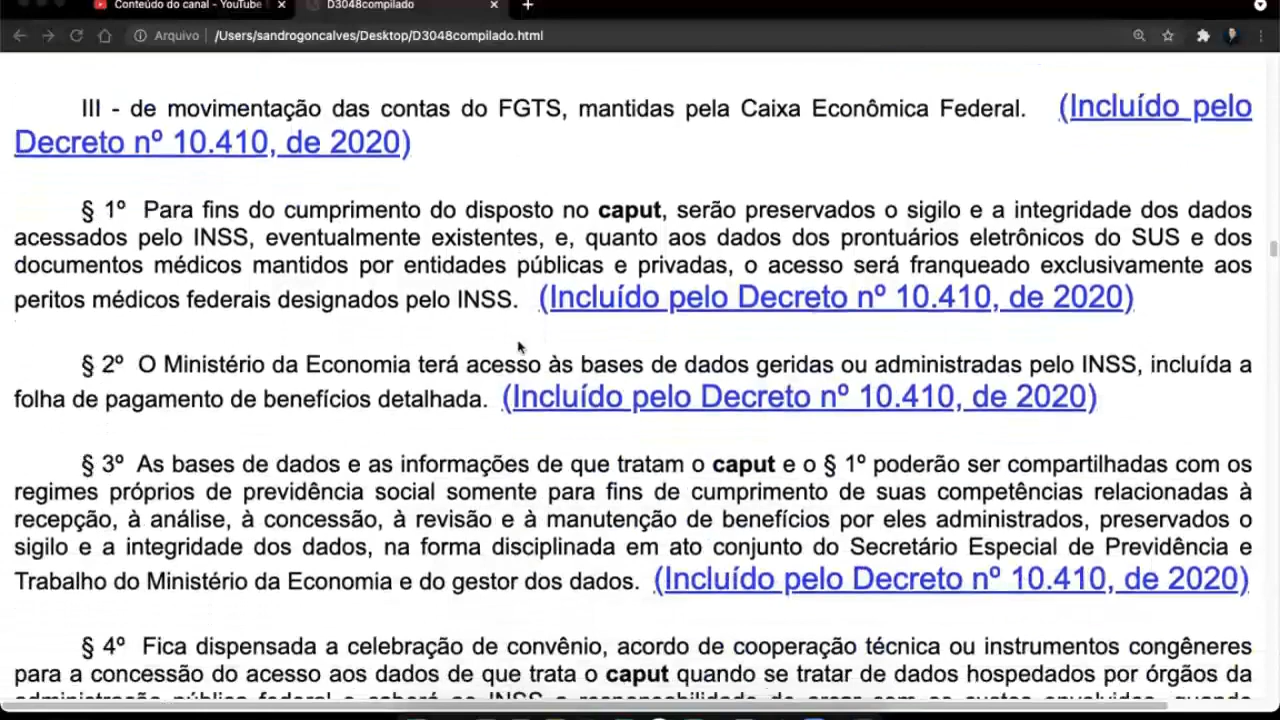 Conteúdo do canal - YouTube
D3048compilado
Arquivo /Users/sandrogoncalves/Desktop/D3048compilado.html
III - de movimentação das contas do FGTS, mantidas pela Caixa Econômica Federal. (Incluído pelo
Decreto nº 10.410, de 2020)
§ 1º Para fins do cumprimento do disposto no caput, serão preservados o sigilo e a integridade dos dados
acessados pelo INSS, eventualmente existentes, e, quanto aos dados dos prontuários eletrônicos do SUS e dos
documentos médicos mantidos por entidades públicas e privadas, o acesso será franqueado exclusivamente aos
peritos médicos federais designados pelo INSS. (Incluído pelo Decreto nº 10.410, de 2020)
§ 2º O Ministério da Economia terá acesso às bases de dados geridas ou administradas pelo INSS, incluída a
folha de pagamento de benefícios detalhada. (Incluído pelo Decreto nº 10.410, de 2020)
§ 3º As bases de dados e as informações de que tratam o caput e o § 1º poderão ser compartilhadas com os
regimes próprios de previdência social somente para fins de cumprimento de suas competências relacionadas à
recepção, à análise, à concessão, à revisão e à manutenção de benefícios por eles administrados, preservados o
sigilo e a integridade dos dados, na forma disciplinada em ato conjunto do Secretário Especial de Previdência e
Trabalho do Ministério da Economia e do gestor dos dados. (Incluído pelo Decreto nº 10.410, de 2020)
§ 4º Fica dispensada a celebração de convênio, acordo de cooperação técnica ou instrumentos congêneres
para a concessão do acesso aos dados de que trata o caput quando se tratar de dados hospedados por órgãos da